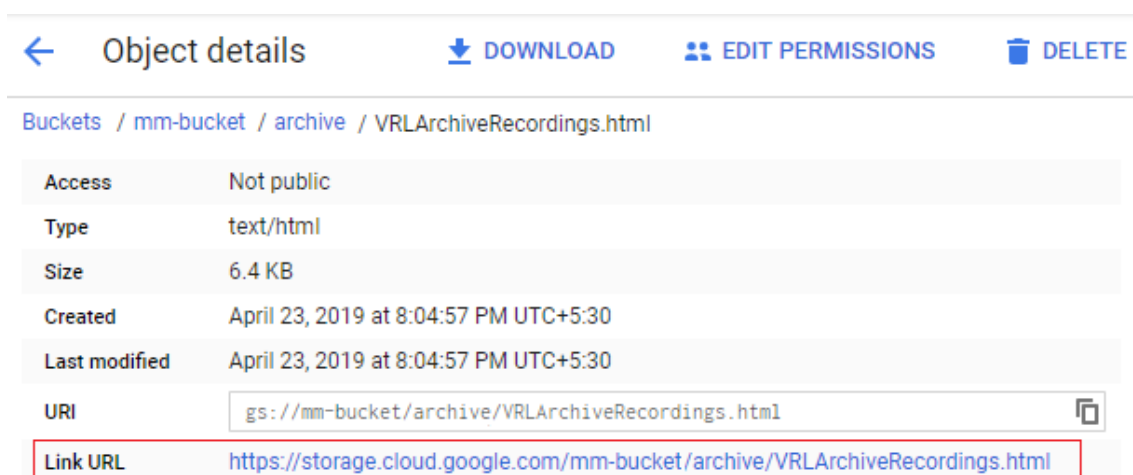 Object details DOWNLOAD EDIT PERMISSIONS DELETE
Buckets / mm-bucket / archive / VRLArchiveRecordings.html
Access Not public
Type text/html
Size 6.4 KB
Created April 23, 2019 at 8:04:57 PM UTC+5:30
Last modified April 23, 2019 at 8:04:57 PM UTC+5:30
URI gs://mm-bucket/archive/VRLArchiveRecordings.html
Link URL https://storage.cloud.google.com/mm-bucket/archive/VRLArchiveRecordings.html